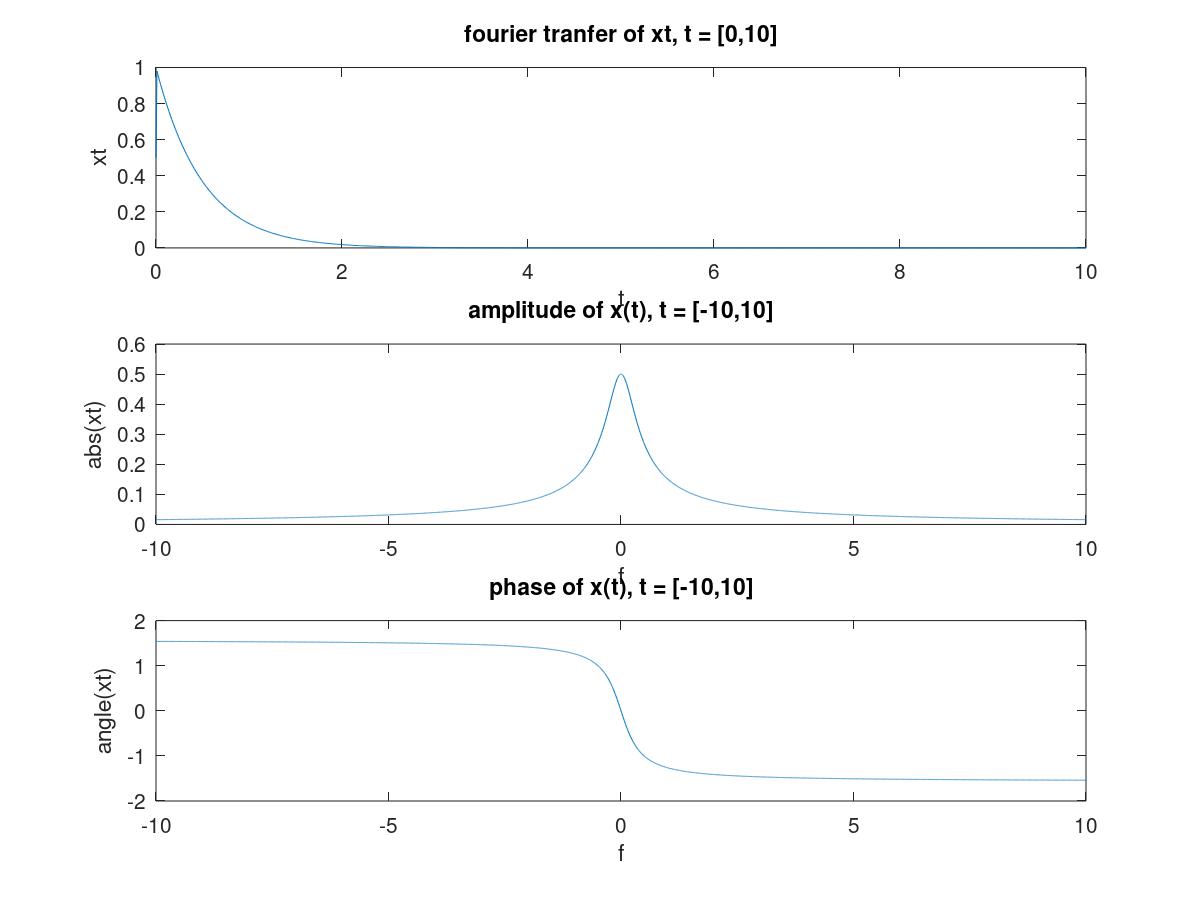 fourier tranfer of xt, t = [0,10]
1
0.8
0.6
0.4
0.2
0
xt
0 2 4 6 8 10
t
amplitude of x(t), t = [-10,10]
0.6
0.5
0.4
0.3
0.2
0.1
0
abs(xt)
-10 -5 0 5 10
f
phase of x(t), t = [-10,10]
2
1
0
-1
-2
angle(xt)
-10 -5 0 5 10
f